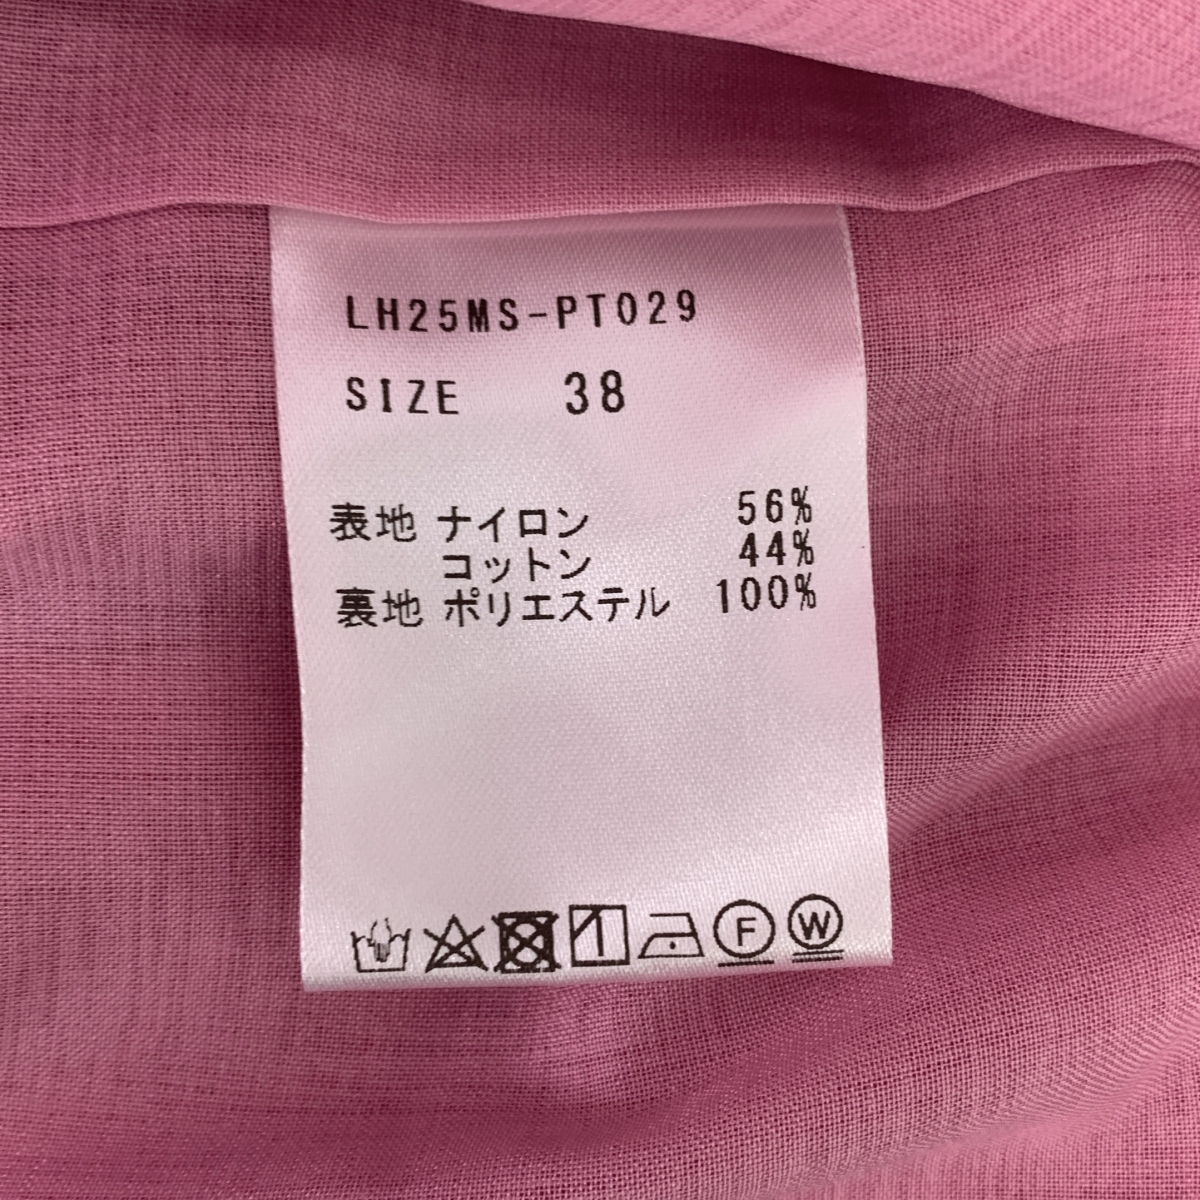 LH25MS-PT029
SIZE 38
表地 ナイロン 56%
コットン 44%
裏地 ポリエステル 100%
F W